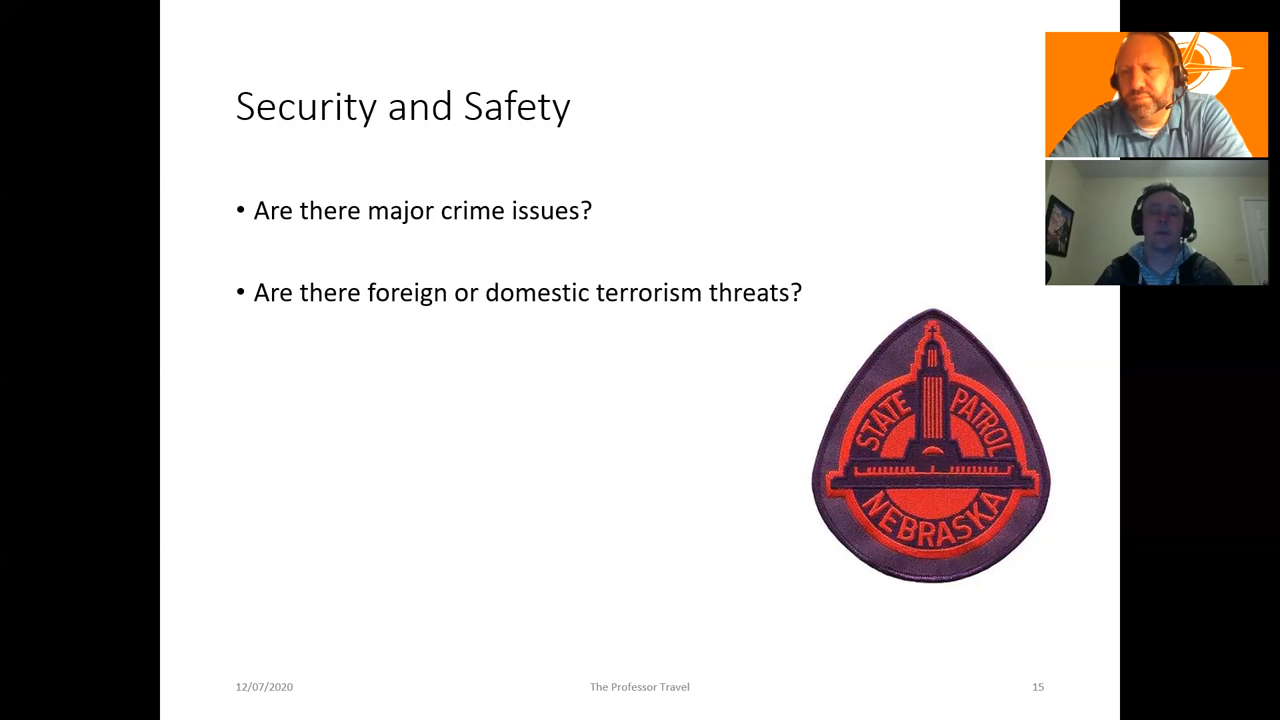 Security and Safety
• Are there major crime issues?
• Are there foreign or domestic terrorism threats?
STATE PATROL
NEBRASKA
12/07/2020
The Professor Travel
15